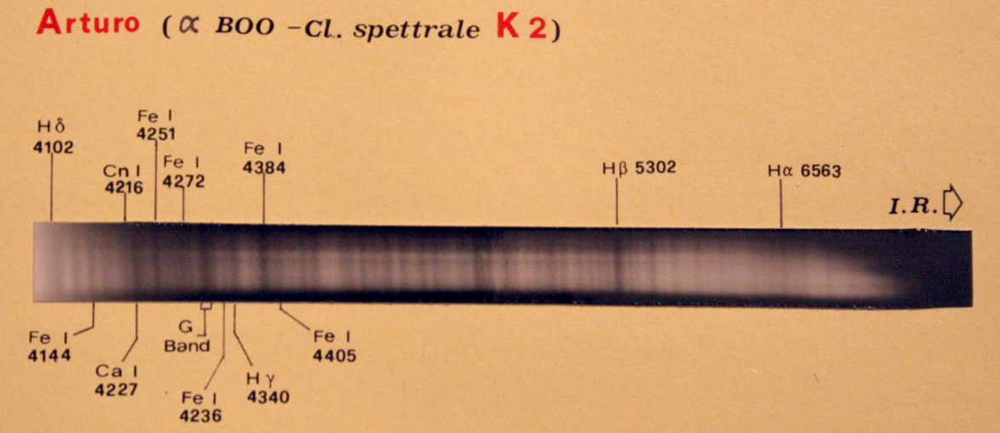 Arturo (α BOO - Cl. spettrale K 2)
Hδ
4102
Fe I
4251
Cn I
4216
Fe I
4272
Fe I
4384
Hβ 5302
Hα 6563
I.R.
Fe I
4144
Ca I
4227
G
Band
Fe I
4236
Hγ
4340
Fe I
4405